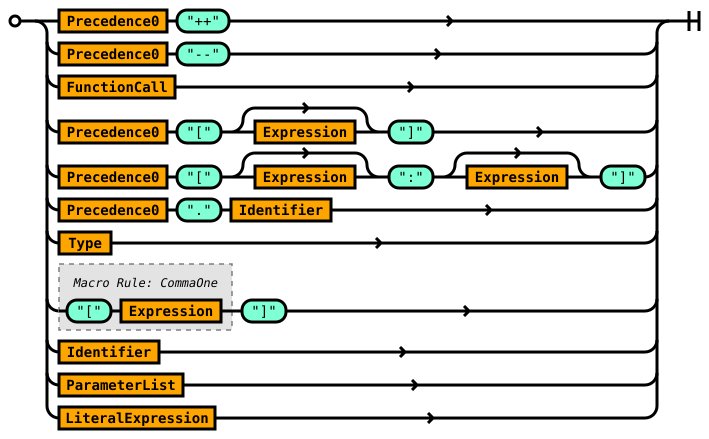 Precedence0 "++"
Precedence0 "--"
FunctionCall
Precedence0 "[" Expression "]"
Precedence0 "[" Expression ":" Expression "]"
Precedence0 "." Identifier
Type
Macro Rule: CommaOne
"[" Expression "]"
Identifier
ParameterList
LiteralExpression